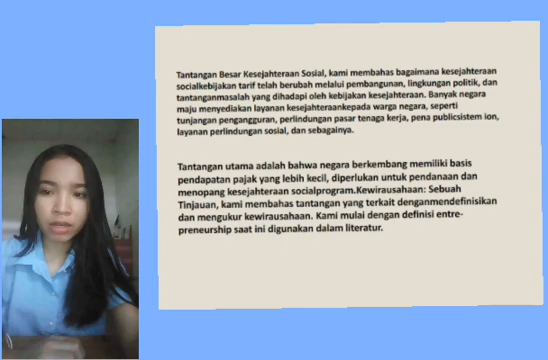 Tantangan Besar Kesejahteraan Sosial, kami membahas bagaimana kesejahteraan
socialkebijakan tarif telah berubah melalui pembangunan, lingkungan politik, dan
tantanganmasalah yang dihadapi oleh kebijakan kesejahteraan. Banyak negara
maju menyediakan layanan kesejahteraankepada warga negara, seperti
tunjangan pengangguran, perlindungan pasar tenaga kerja, pena publicsistem ion,
layanan perlindungan sosial, dan sebagainya.
Tantangan utama adalah bahwa negara berkembang memiliki basis
pendapatan pajak yang lebih kecil, diperlukan untuk pendanaan dan
menopang kesejahteraan socialprogram.Kewirausahaan: Sebuah
Tinjauan, kami membahas tantangan yang terkait denganmendefinisikan
dan mengukur kewirausahaan. Kami mulai dengan definisi entre-
preneurship saat ini digunakan dalam literatur.